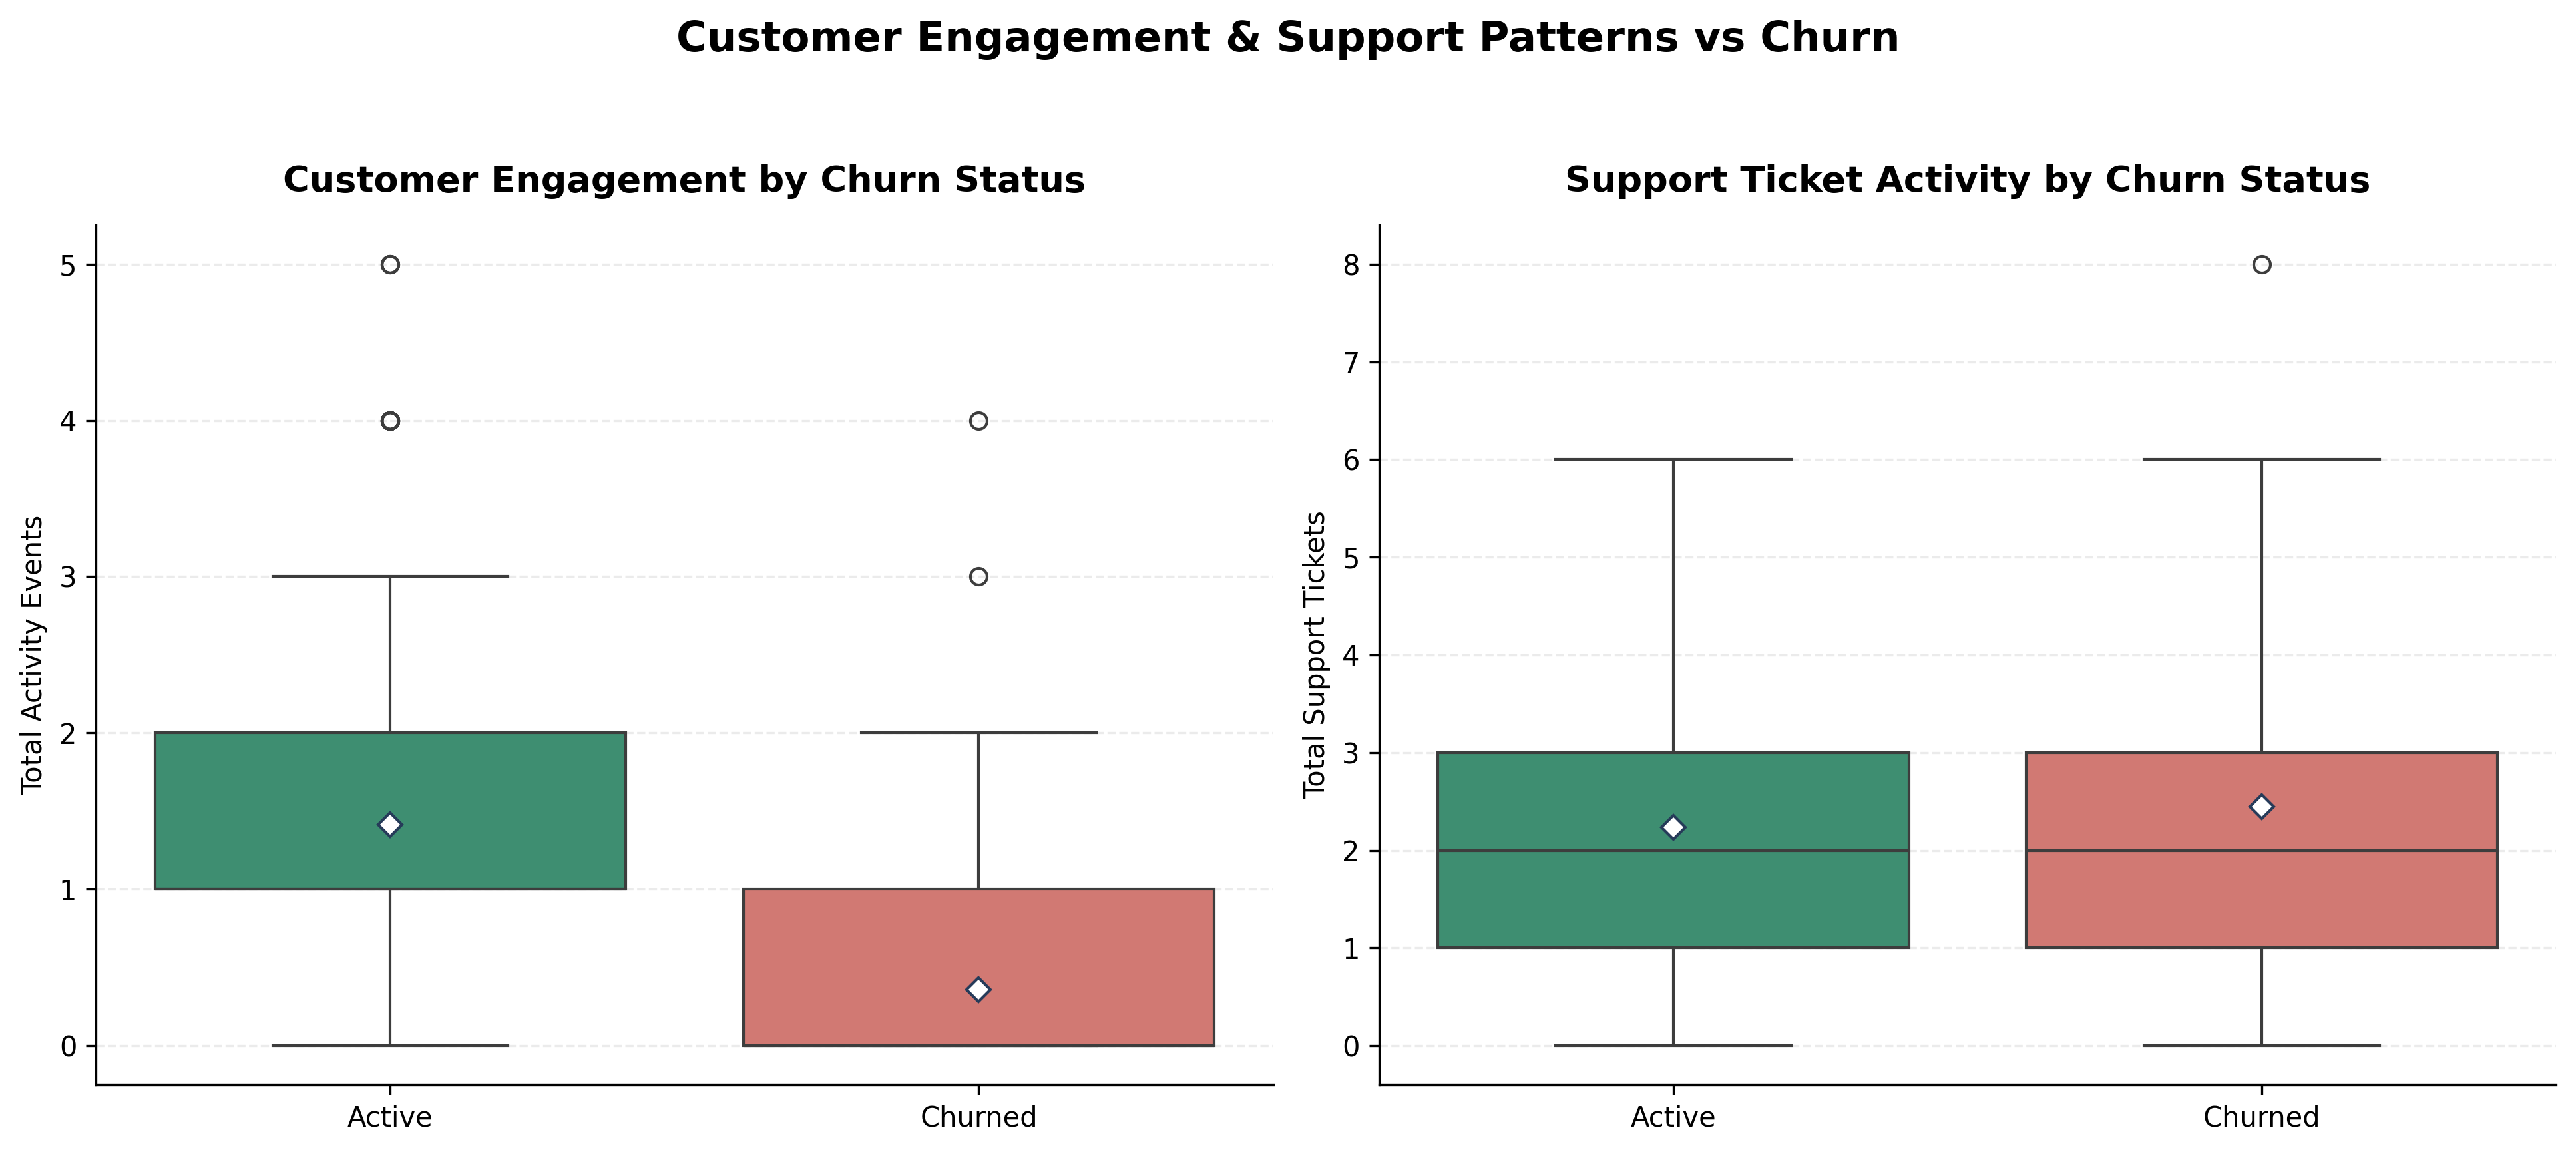 Customer Engagement & Support Patterns vs Churn
Customer Engagement by Churn Status
Total Activity Events
5
4
3
2
1
0
Active
Churned
Support Ticket Activity by Churn Status
Total Support Tickets
8
7
6
5
4
3
2
1
0
Active
Churned